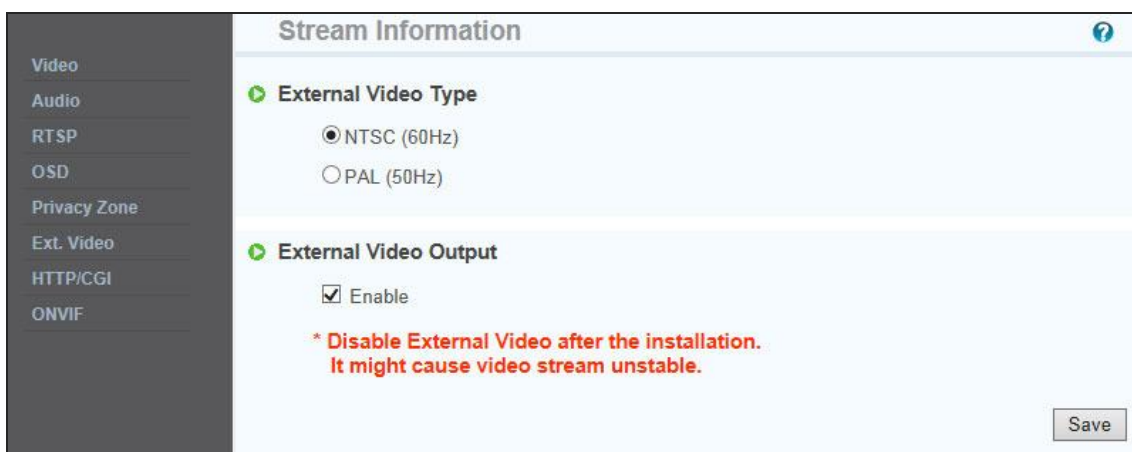 Stream Information
Video
Audio
RTSP
OSD
Privacy Zone
Ext. Video
HTTP/CGI
ONVIF
External Video Type
NTSC (60Hz)
PAL (50Hz)
External Video Output
Enable
* Disable External Video after the installation.
It might cause video stream unstable.
Save